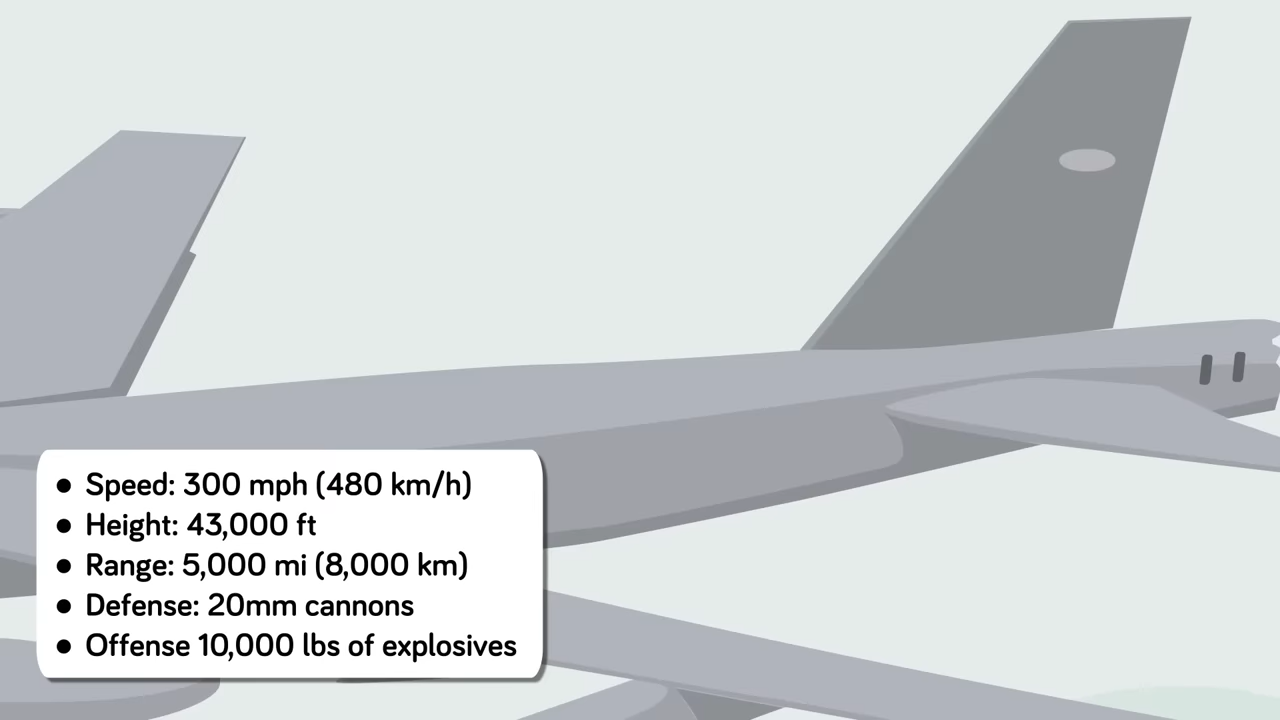 ● Speed: 300 mph (480 km/h)
● Height: 43,000 ft
● Range: 5,000 mi (8,000 km)
● Defense: 20mm cannons
● Offense 10,000 lbs of explosives